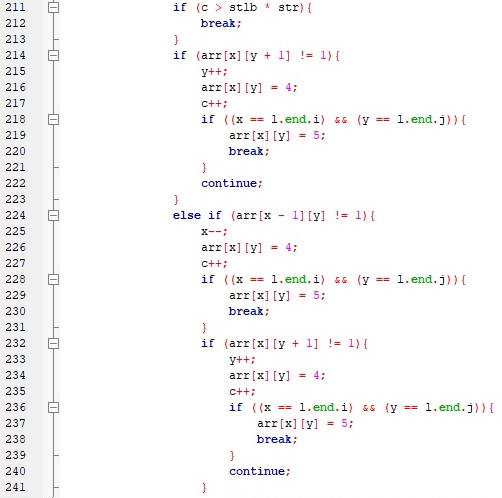 211 if (c > stlb * str){
212 break;
213 }
214 if (arr[x][y + 1] != 1){
215 y++;
216 arr[x][y] = 4;
217 c++;
218 if ((x == l.end.i) && (y == l.end.j)){
219 arr[x][y] = 5;
220 break;
221 }
222 continue;
223 }
224 else if (arr[x - 1][y] != 1){
225 x--;
226 arr[x][y] = 4;
227 c++;
228 if ((x == l.end.i) && (y == l.end.j)){
229 arr[x][y] = 5;
230 break;
231 }
232 if (arr[x][y + 1] != 1){
233 y++;
234 arr[x][y] = 4;
235 c++;
236 if ((x == l.end.i) && (y == l.end.j)){
237 arr[x][y] = 5;
238 break;
239 }
240 continue;
241 }